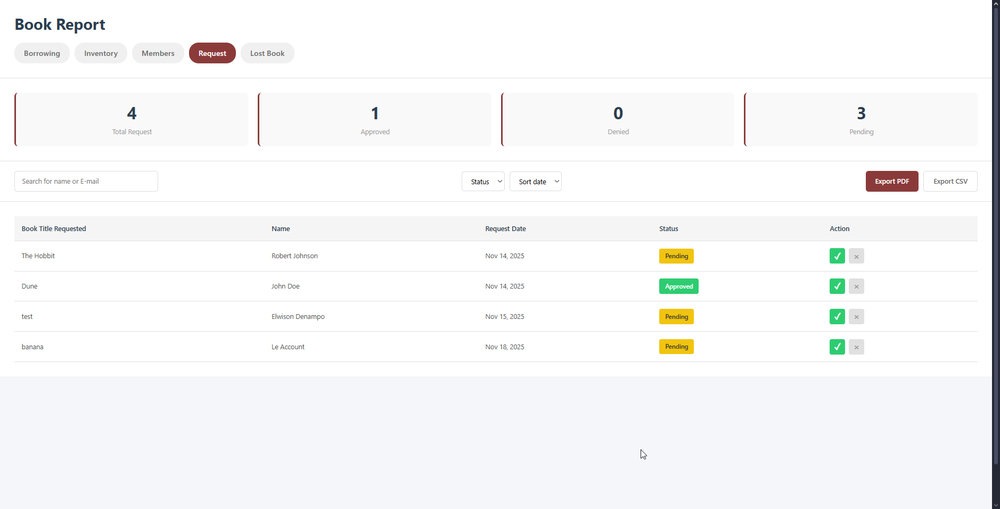 Book Report
Borrowing Inventory Members Request Lost Book
4 1 0 3
Total Request Approved Denied Pending
Search for name or E-mail Status Sort date Export PDF Export CSV
Book Title Requested Name Request Date Status Action
The Hobbit Robert Johnson Nov 14, 2025 Pending ✓ ×
Dune John Doe Nov 14, 2025 Approved ✓ ×
test Elwison Denampo Nov 15, 2025 Pending ✓ ×
banana Le Account Nov 18, 2025 Pending ✓ ×